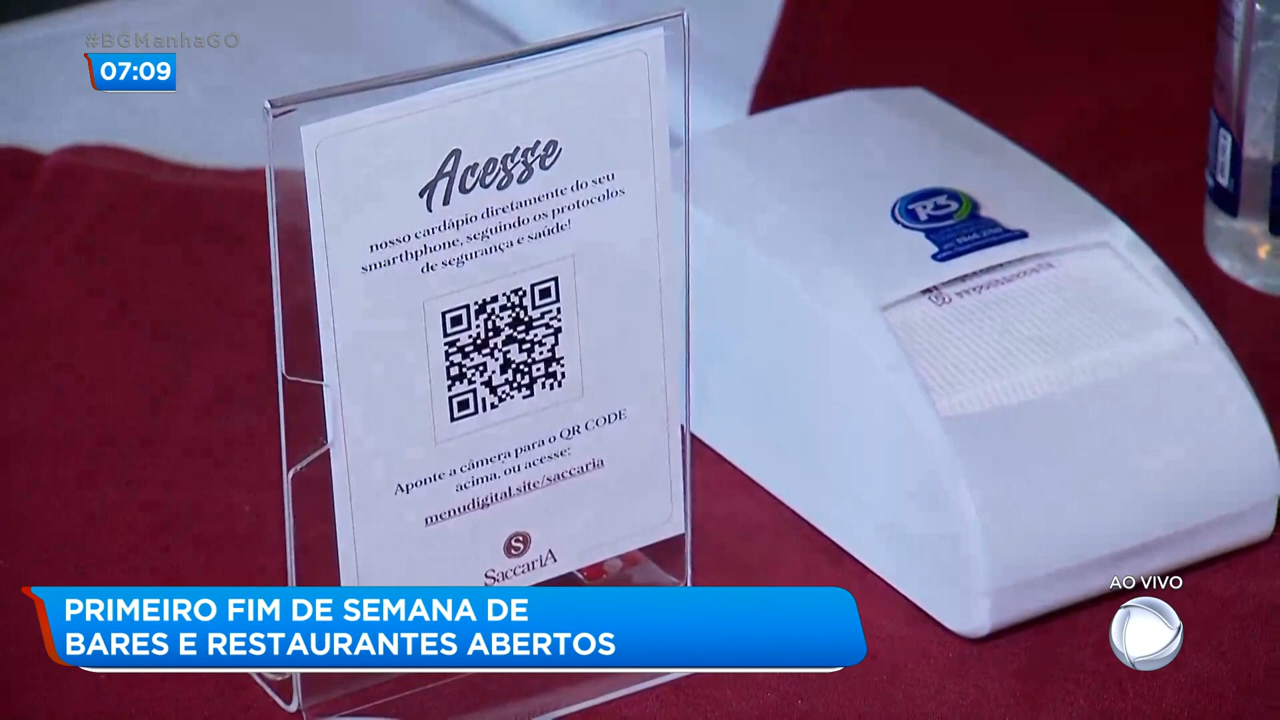 #BGManhaGO
07:09
Acesse
nosso cardápio diretamente do seu
smarthphone, seguindo os protocolos
de segurança e saúde!
Aponte a câmera para o QR CODE
acima, ou acesse:
menudigital.site/saccaria
S
SaccariA
R3
PRIMEIRO FIM DE SEMANA DE
BARES E RESTAURANTES ABERTOS
AO VIVO